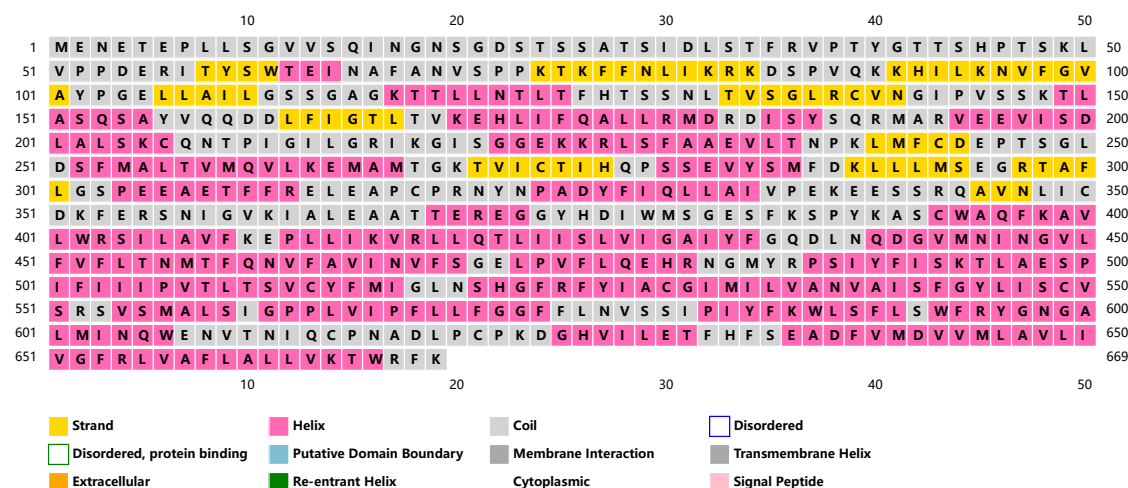 10 20 30 40 50
1 M E N E T E P L L S G V V S Q I N G N S G D S T S S A T S I D L S T F R V P T Y G T T S H P T S K L 50
51 V P P D E R I T Y S W T E I N A F A N V S P P K T K F F N L I K R K D S P V Q K K H I L K N V F G V 100
101 A Y P G E L L A I L G S S G A G K T T L L N T L T F H T S S N L T V S G L R C V N G I P V S S K T L 150
151 A S Q S A Y V Q Q D D L F I G T L T V K E H L I F Q A L L R M D R D I S Y S Q R M A R V E E V I S D 200
201 L A L S K C Q N T P I G I L G R I K G I S G G E K K R L S F A A E V L T N P K L M F C D E P T S G L 250
251 D S F M A L T V M Q V L K E M A M T G K T V I C T I H Q P S S E V Y S M F D K L L L M S E G R T A F 300
301 L G S P E E A E T F F R E L E A P C P R N Y N P A D Y F I Q L L A I V P E K E E S S R Q A V N L I C 350
351 D K F E R S N I G V K I A L E A A T T E R E G G Y H D I W M S G E S F K S P Y K A S C W A Q F K A V 400
401 L W R S I L A V F K E P L L I K V R L L Q T L I I S L V I G A I Y F G Q D L N Q D G V M N I N G V L 450
451 F V F L T N M T F Q N V F A V I N V F S G E L P V F L Q E H R N G M Y R P S I Y F I S K T L A E S P 500
501 I F I I I P V T L T S V C Y F M I G L N S H G F R F Y I A C G I M I L V A N V A I S F G Y L I S C V 550
551 S R S V S M A L S I G P P L V I P F L L F G G F F L N V S S I P I Y F K W L S F L S W F R Y G N G A 600
601 L M I N Q W E N V T N I Q C P N A D L P C P K D G H V I L E T F H F S E A D F V M D V V M L A V L I 650
651 V G F R L V A F L A L L V K T W R F K 669
10 20 30 40 50
Strand Helix Coil Disordered
Disordered, protein binding Putative Domain Boundary Membrane Interaction Transmembrane Helix
Extracellular Re-entrant Helix Cytoplasmic Signal Peptide